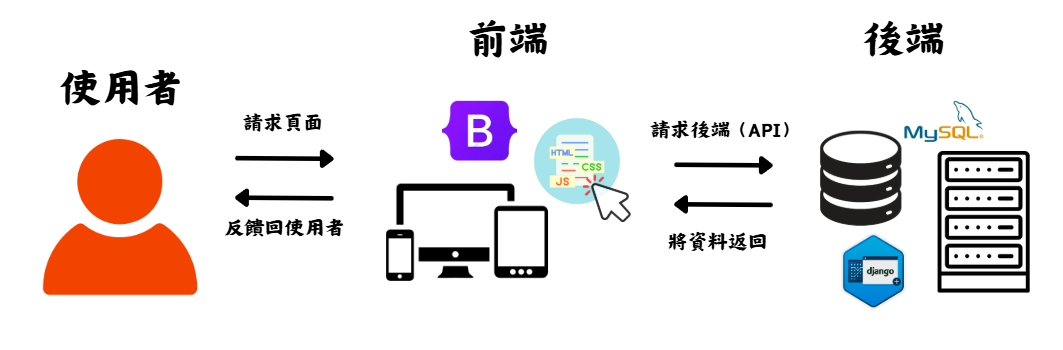 使用者
前端
後端
請求頁面
反饋回使用者
B
HTML
CSS
JS
請求後端（API）
將資料返回
MySQL®
django